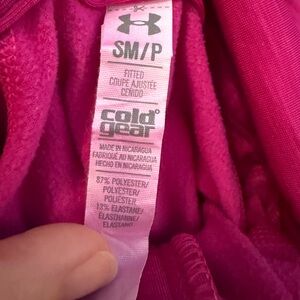 SM/P
FITTED
COUPE AJUSTÉE
CEÑIDO
cold
gear
MADE IN NICARAGUA
FABRIQUÉ AU NICARAGUA
HECHO EN NICARAGUA
87% POLYESTER/
POLYESTER/
POLIÉSTER
13% ELASTANE/
ÉLASTHANNE/
ELASTANO